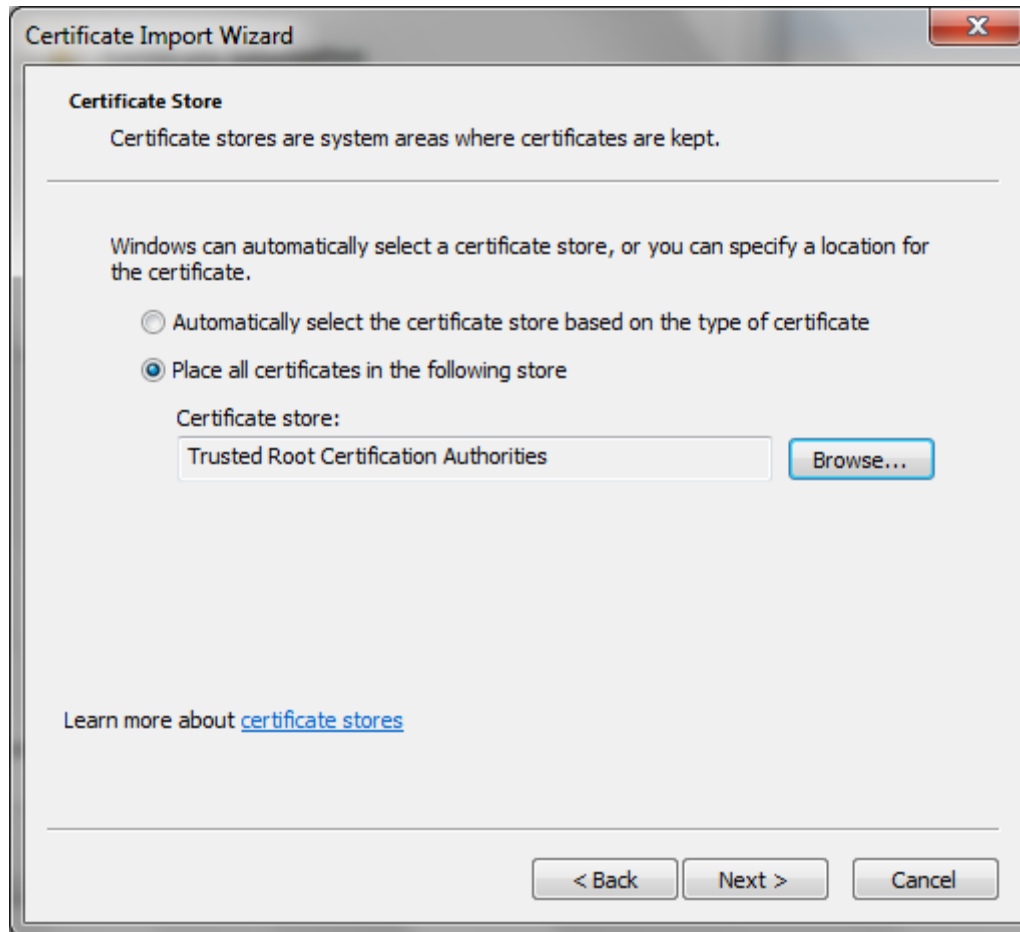 Certificate Import Wizard
Certificate Store
Certificate stores are system areas where certificates are kept.
Windows can automatically select a certificate store, or you can specify a location for
the certificate.
Automatically select the certificate store based on the type of certificate
Place all certificates in the following store
Certificate store:
Trusted Root Certification Authorities
Browse...
Learn more about certificate stores
< Back
Next >
Cancel